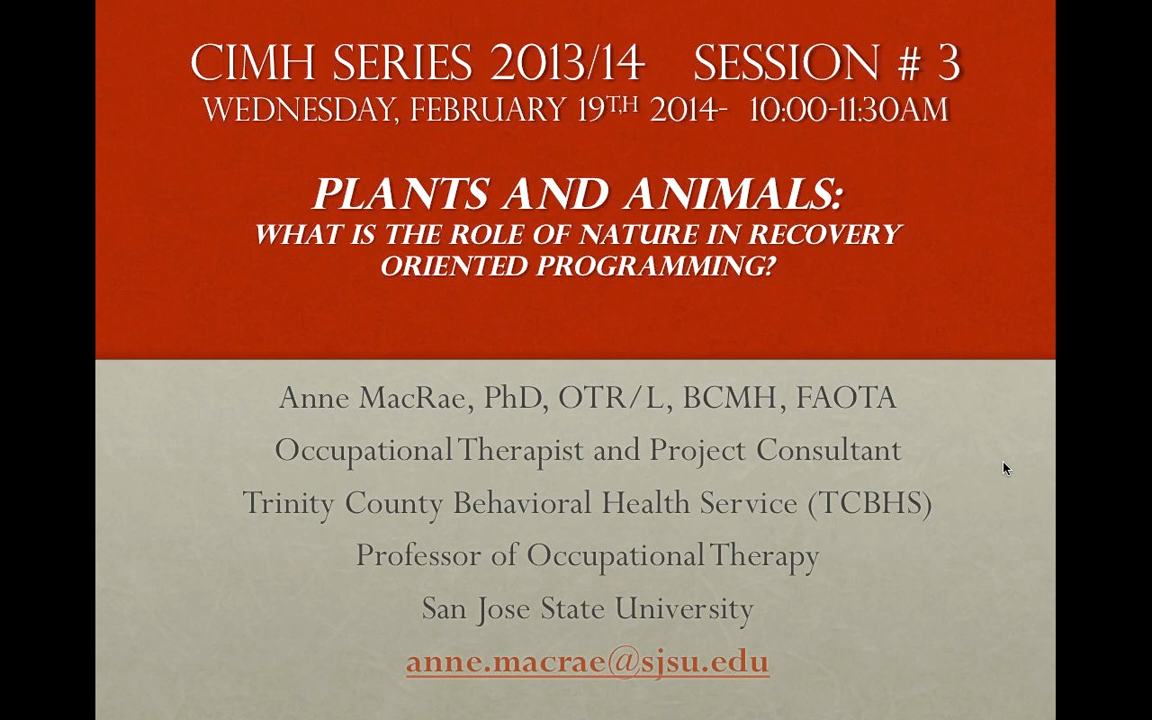 CIMH SERIES 2013/14 SESSION # 3
WEDNESDAY, FEBRUARY 19T,H 2014- 10:00-11:30AM
PLANTS AND ANIMALS:
WHAT IS THE ROLE OF NATURE IN RECOVERY
ORIENTED PROGRAMMING?
Anne MacRae, PhD, OTR/L, BCMH, FAOTA
Occupational Therapist and Project Consultant
Trinity County Behavioral Health Service (TCBHS)
Professor of Occupational Therapy
San Jose State University
anne.macrae@sjsu.edu